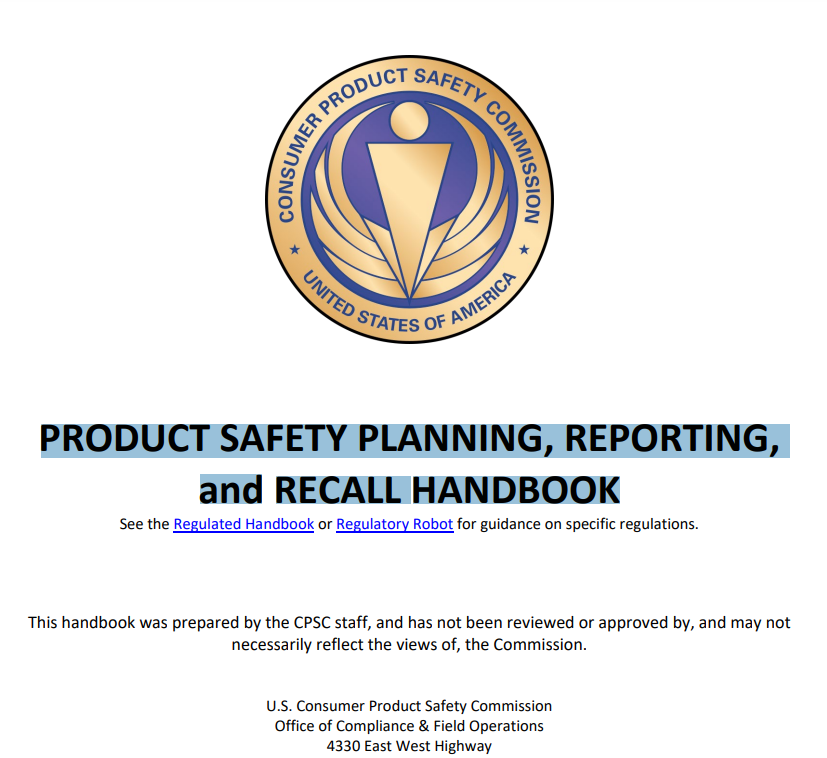 CONSUMER PRODUCT SAFETY COMMISSION
UNITED STATES OF AMERICA
PRODUCT SAFETY PLANNING, REPORTING,
and RECALL HANDBOOK
See the Regulated Handbook or Regulatory Robot for guidance on specific regulations.
This handbook was prepared by the CPSC staff, and has not been reviewed or approved by, and may not
necessarily reflect the views of, the Commission.
U.S. Consumer Product Safety Commission
Office of Compliance & Field Operations
4330 East West Highway